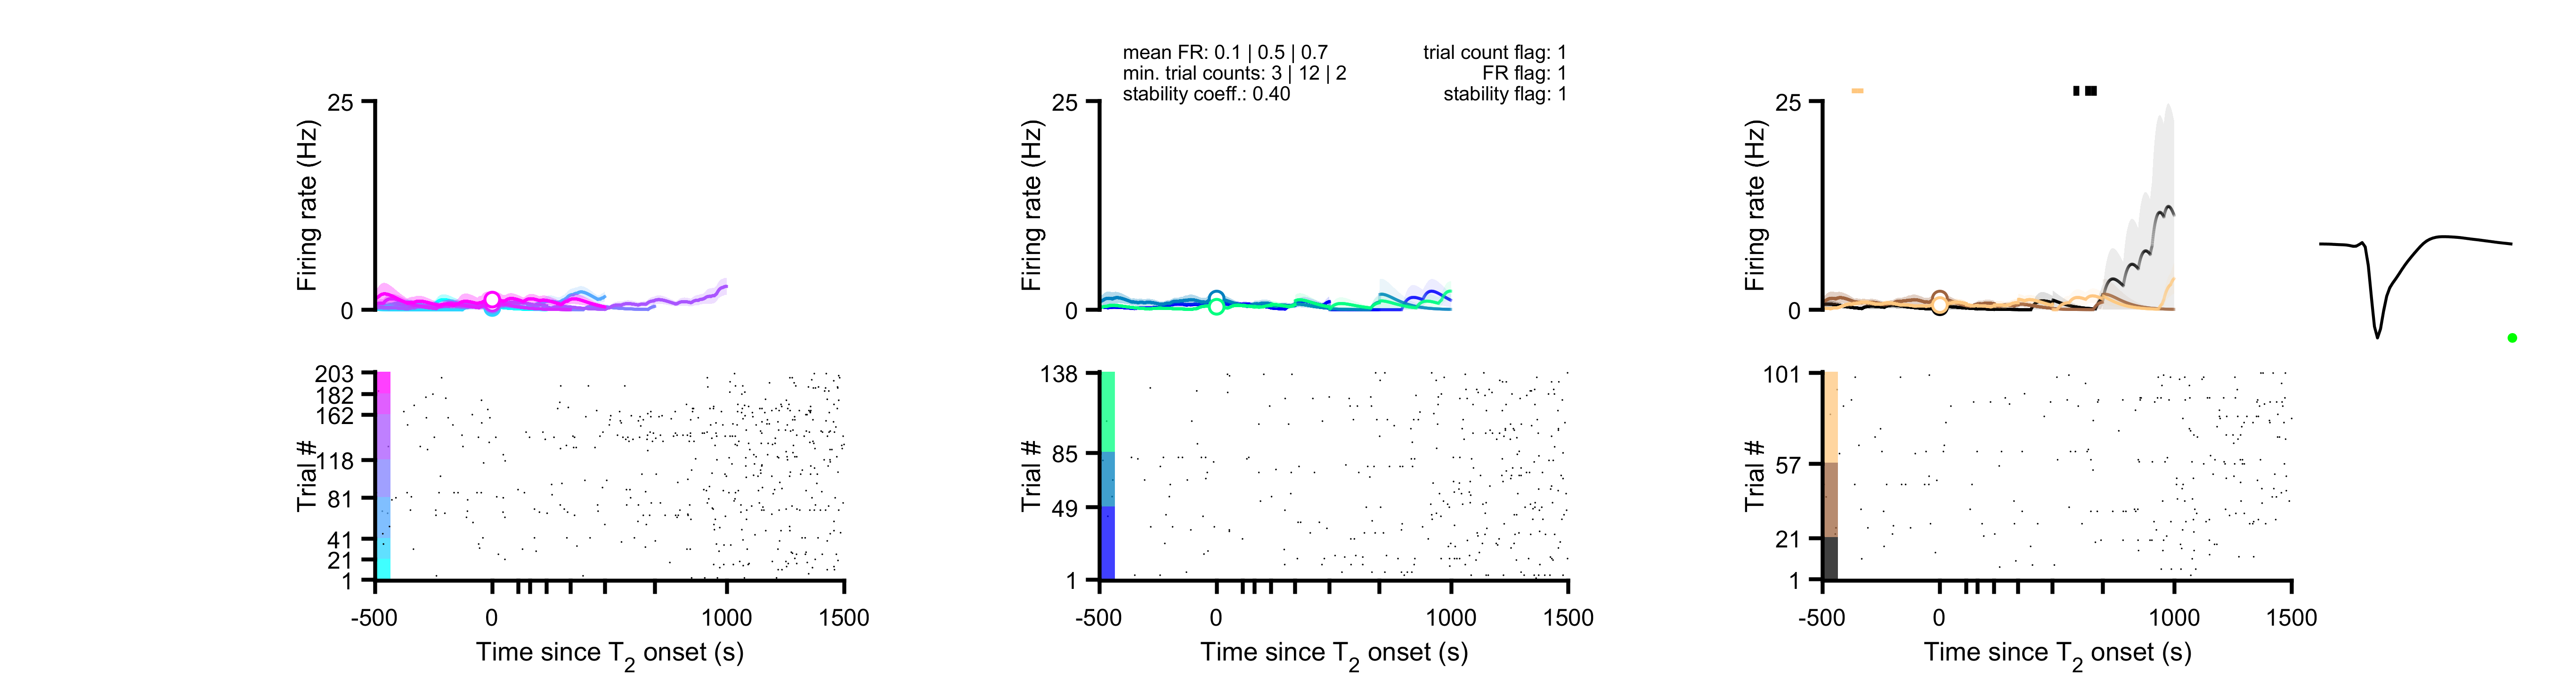 mean FR: 0.1 | 0.5 | 0.7
min. trial counts: 3 | 12 | 2
stability coeff.: 0.40
trial count flag: 1
FR flag: 1
stability flag: 1
25
0
Firing rate (Hz)
203
182
162
118
81
41
21
1
Trial #
-500 0 1000 1500
Time since T2 onset (s)
25
0
Firing rate (Hz)
138
85
49
1
Trial #
-500 0 1000 1500
Time since T2 onset (s)
25
0
Firing rate (Hz)
101
57
21
1
Trial #
-500 0 1000 1500
Time since T2 onset (s)